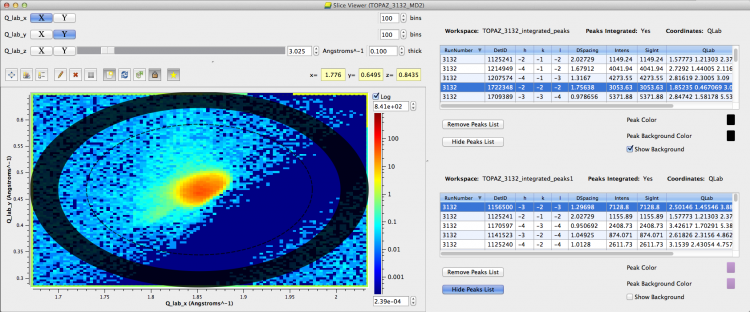 Slice Viewer (TOPAZ_3132_MD2)
Q_lab_x X Y 100 bins
Q_lab_y X Y 100 bins
Q_lab_z 3.025 Angstroms^-1 0.100 thick
x= 1.776 y= 0.6495 z= 0.8435
Log
8.41e+02
100
10
1
0.1
0.01
0.001
2.39e-04
Q_lab_y (Angstroms^-1)
0.65
0.6
0.55
0.5
0.45
0.4
0.35
0.3
1.7 1.75 1.8 1.85 1.9 1.95 2
Q_lab_x (Angstroms^-1)
Workspace: TOPAZ_3132_integrated_peaks Peaks Integrated: Yes Coordinates: QLab
RunNumber DetID h k l DSpacing Intens SigInt QLab
3132 1125241 -2 -1 -2 2.02729 1149.24 1149.24 1.57773 1.21303 2.37
3132 1214949 -4 -1 -2 1.67912 4041.94 4041.94 2.7292 1.44005 2.116
3132 1207574 -4 -1 -3 1.3167 4273.55 4273.55 2.81619 2.3005 3.09
3132 1722348 -2 -2 -2 1.75638 3053.63 3053.63 1.85235 0.467069 3.0
3132 1709389 -3 -2 -4 0.978656 5371.88 5371.88 2.84742 1.58178 5.53
Remove Peaks List
Hide Peaks List
Peak Color
Peak Background Color
Show Background
Workspace: TOPAZ_3132_integrated_peaks1 Peaks Integrated: Yes Coordinates: QLab
RunNumber DetID h k l DSpacing Intens SigInt QLab
3132 1156500 -3 -2 -3 1.29698 7128.8 7128.8 2.50146 1.45546 3.88
3132 1125241 -2 -1 -2 2.02729 1155.89 1155.89 1.57773 1.21303 2.37
3132 1170597 -4 -3 -4 0.950692 2408.73 2408.73 3.42617 1.70291 5.38
3132 1141523 -3 -2 -4 1.04925 874.071 874.071 2.61826 2.3156 4.862
3132 1125240 -4 -2 -4 1.0128 2611.73 2611.73 3.1539 2.43054 4.757
Remove Peaks List
Hide Peaks List
Peak Color
Peak Background Color
Show Background